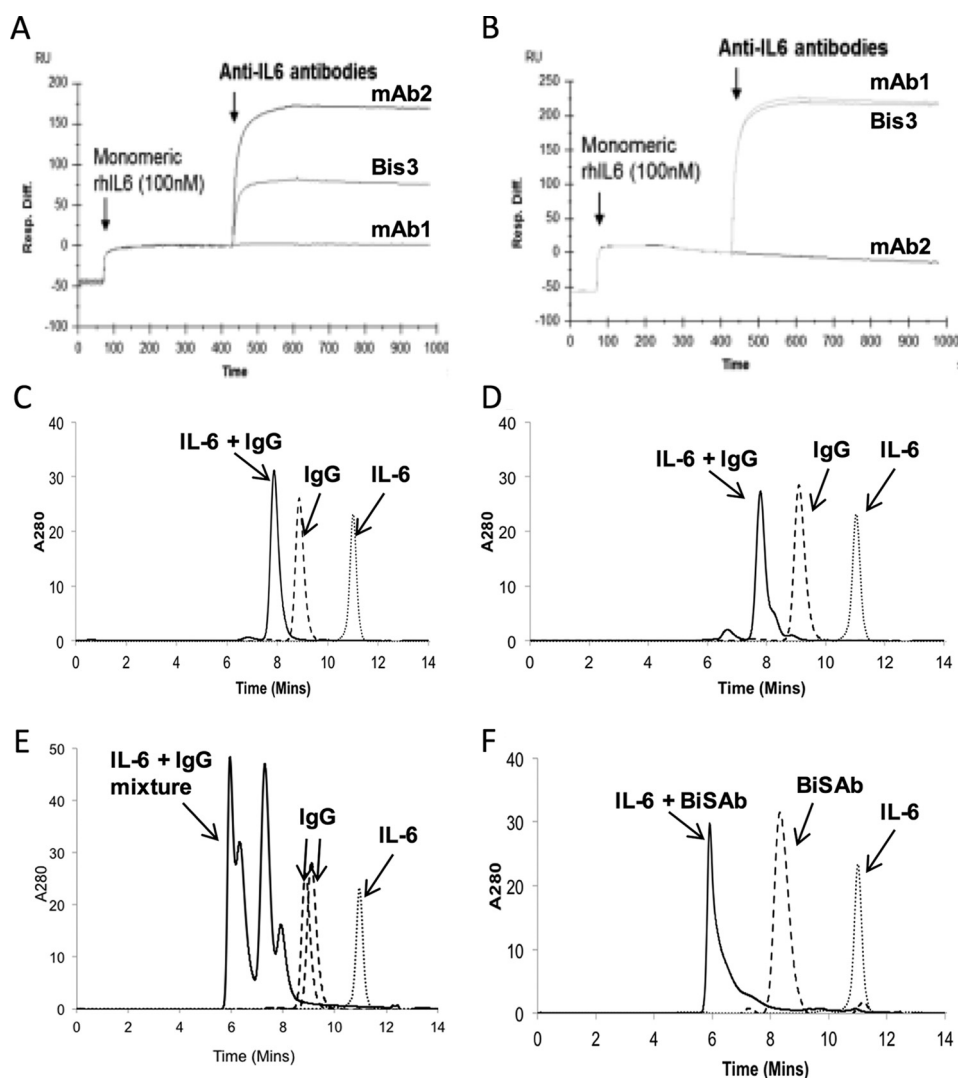 A
RU
200
150
100
50
0
-50
-100
Resp. Diff.
0 100 200 300 400 500 600 700 800 900 1000
Time
Monomeric
rhIL6 (100nM)
Anti-IL6 antibodies
mAb2
Bis3
mAb1
B
RU
250
200
150
100
50
0
-50
-100
Resp. Diff.
0 100 200 300 400 500 600 700 800 900 1000
Time
s
Monomeric
rhIL6 (100nM)
Anti-IL6 antibodies
mAb1
Bis3
mAb2
C
40
30
20
10
0
A280
0 2 4 6 8 10 12 14
Time (Mins)
IL-6 + IgG
IgG
IL-6
D
40
30
20
10
0
A280
0 2 4 6 8 10 12 14
Time (Mins)
IL-6 + IgG
IgG
IL-6
E
50
40
30
20
10
0
A280
0 2 4 6 8 10 12 14
Time (Mins)
IL-6 + IgG
mixture
IgG
IL-6
F
40
30
20
10
0
A280
0 2 4 6 8 10 12 14
Time (Mins)
IL-6 + BiSAb
BiSAb
IL-6